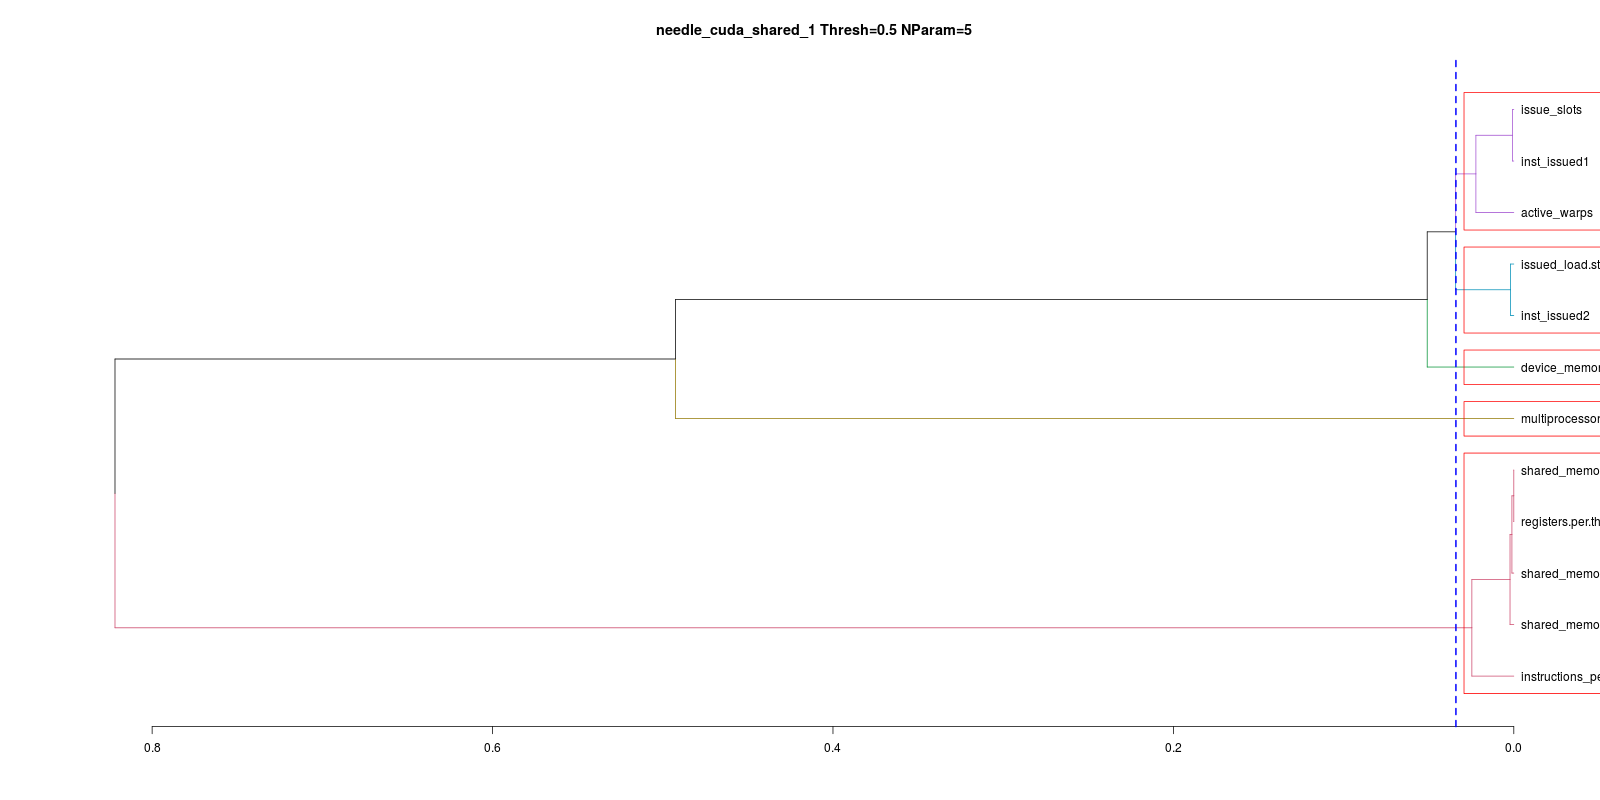 needle_cuda_shared_1 Thresh=0.5 NParam=5
issue_slots
inst_issued1
active_warps
issued_load.st
inst_issued2
device_memor
multiprocessor
shared_memo
registers.per.th
shared_memo
shared_memo
instructions_pe
0.8 0.6 0.4 0.2 0.0